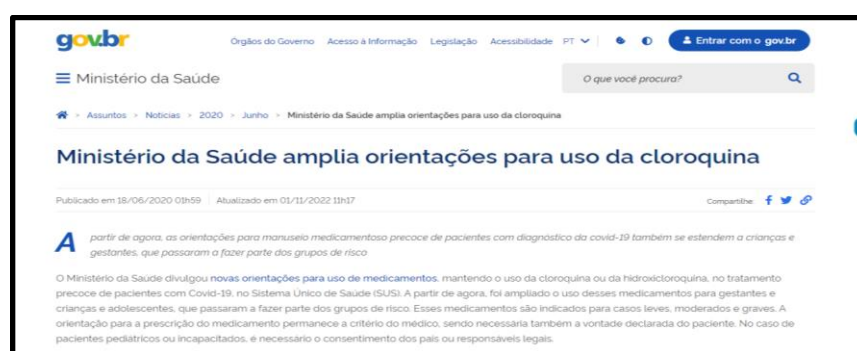 gov.br
Orgãos do Governo Acesso à Informação Legislação Acessibilidade PT Entrar com o gov.br
Ministério da Saúde O que você procura?
> Assuntos > Notícias > 2020 > Junho > Ministério da Saúde amplia orientações para uso da cloroquina
Ministério da Saúde amplia orientações para uso da cloroquina
Publicado em 18/06/2020 01h59 Atualizado em 01/11/2022 11h17 Compartilhe:
A partir de agora, as orientações para manuseio medicamentoso precoce de pacientes com diagnóstico da covid-19 também se estendem a crianças e
gestantes, que passaram a fazer parte dos grupos de risco
O Ministério da Saúde divulgou novas orientações para uso de medicamentos, mantendo o uso da cloroquina ou da hidroxicloroquina, no tratamento
precoce de pacientes com Covid-19, no Sistema Único de Saúde (SUS). A partir de agora, foi ampliado o uso desses medicamentos para gestantes e
crianças e adolescentes, que passaram a fazer parte dos grupos de risco. Esses medicamentos são indicados para casos leves, moderados e graves. A
orientação para a prescrição do medicamento permanece a critério do médico, sendo necessária também a vontade declarada do paciente. No caso de
pacientes pediátricos ou incapacitados, é necessário o consentimento dos pais ou responsáveis legais.